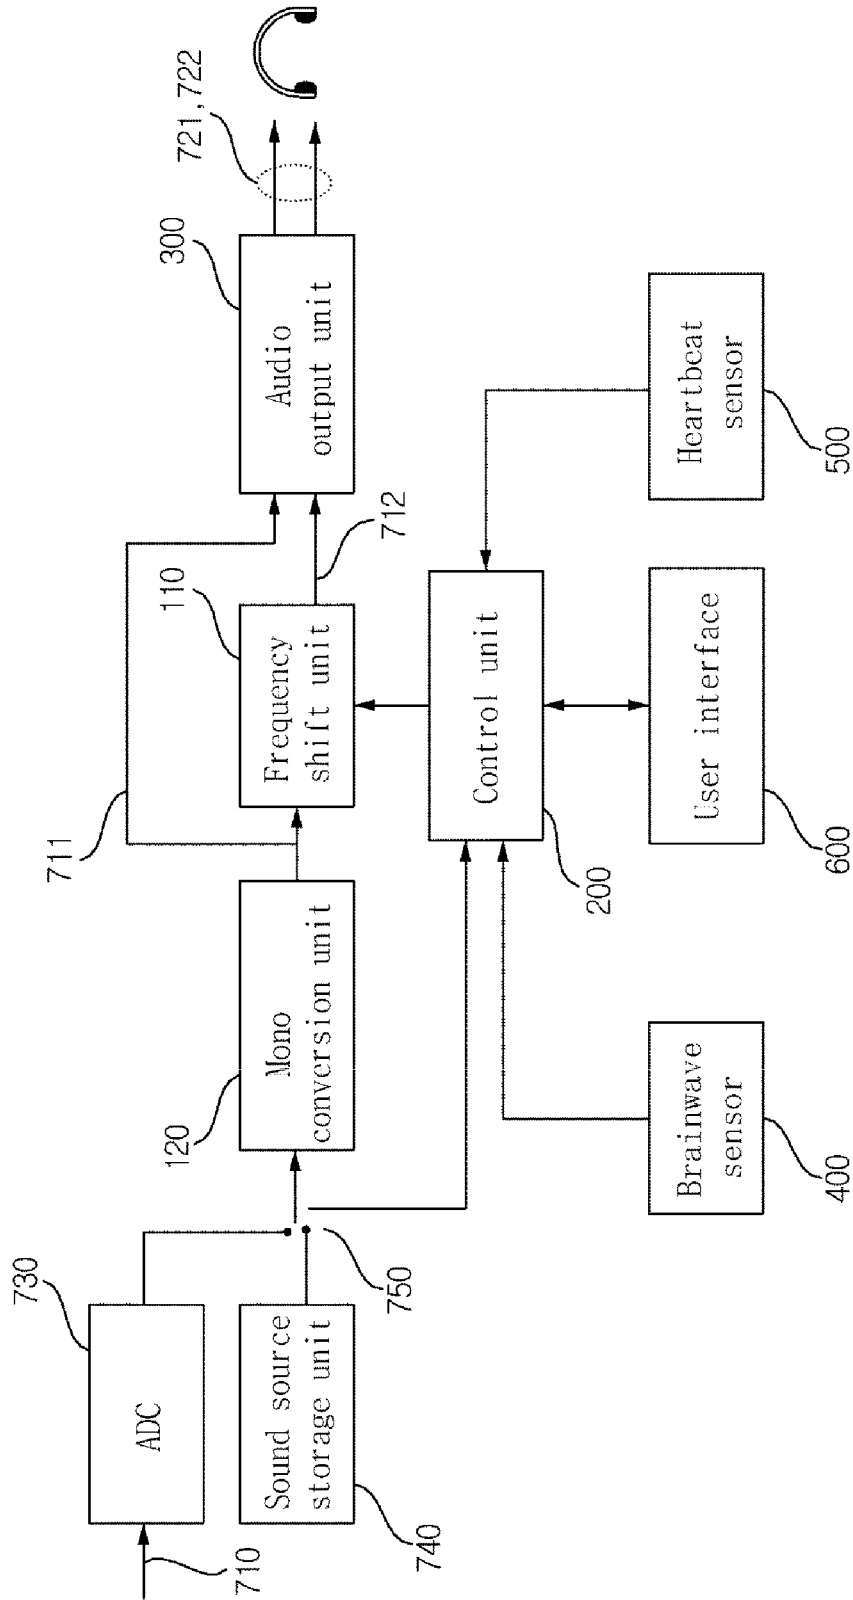 721, 722
300
Audio
output unit
712
110
Frequency
shift unit
711
Mono
conversion unit
120
730
ADC
710
Sound source
storage unit
740
750
Control unit
200
Heartbeat
sensor
500
User interface
600
Brainwave
sensor
400